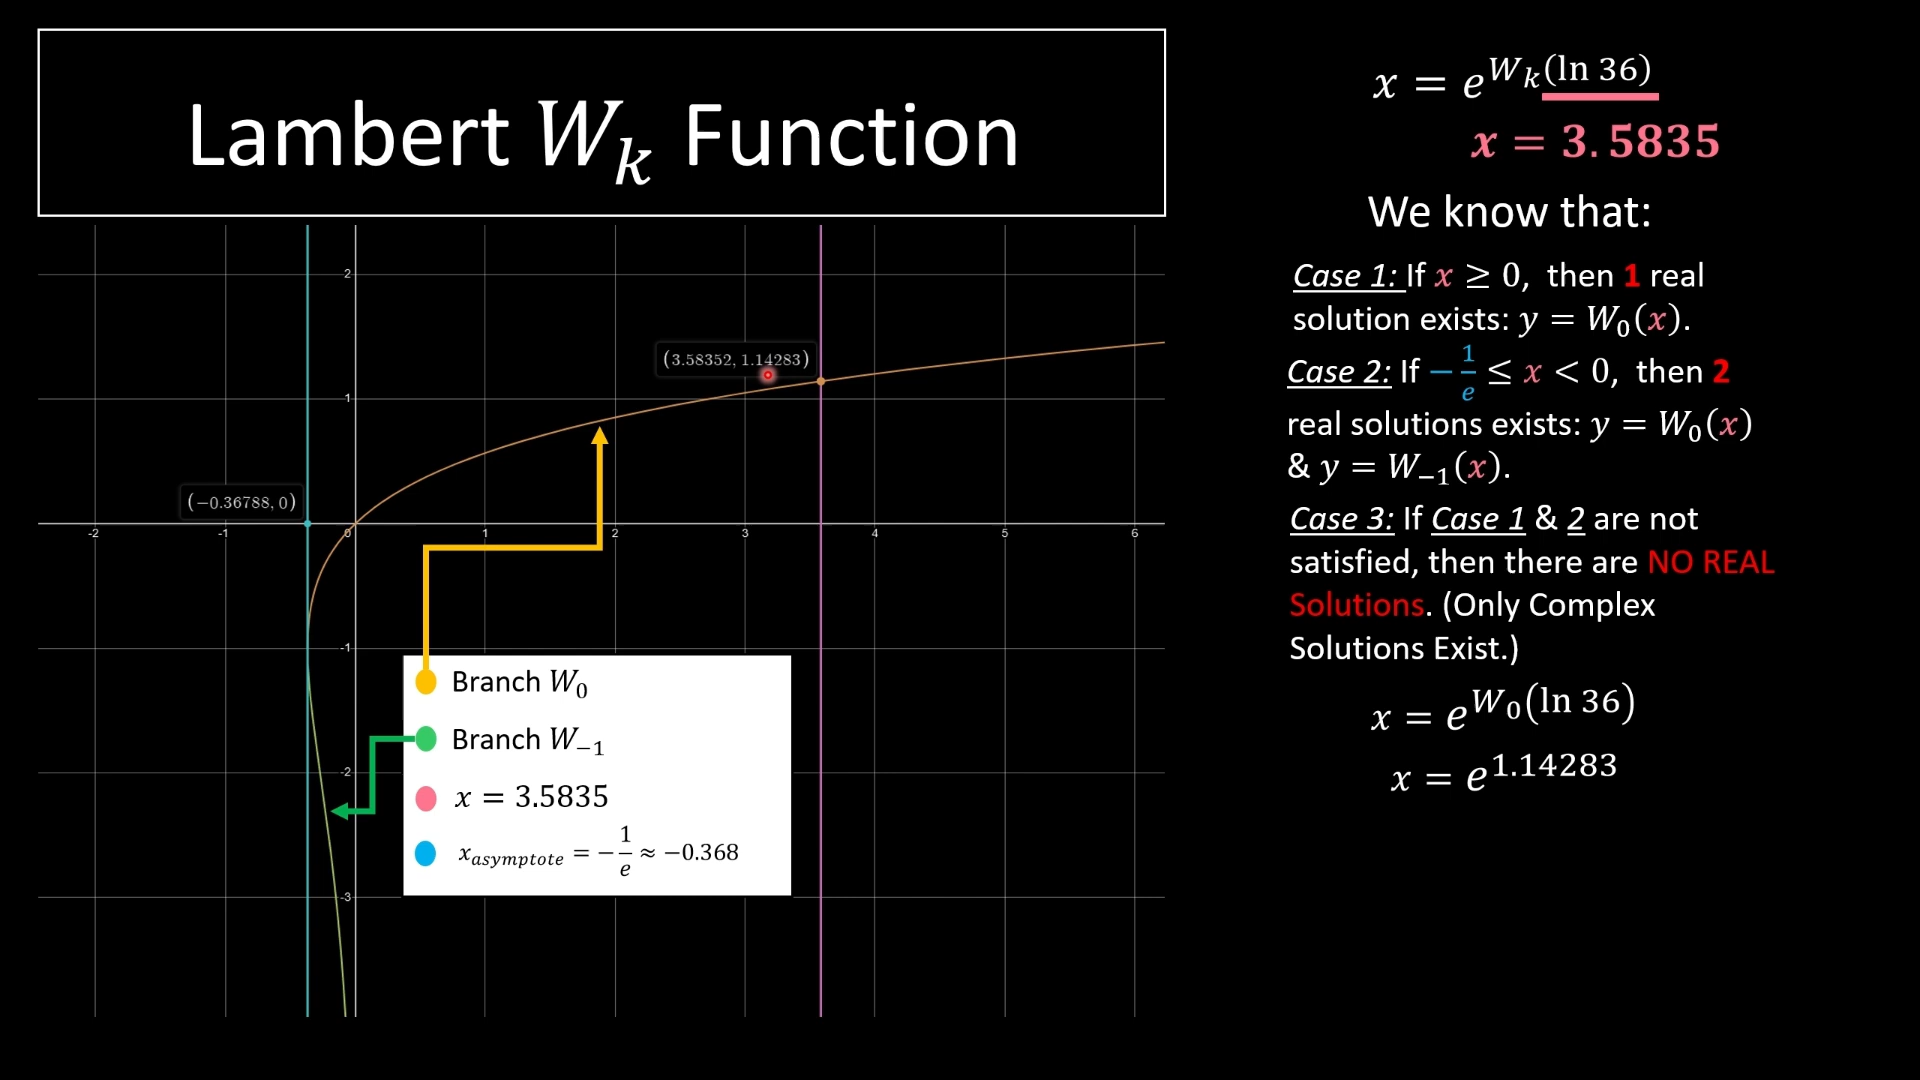 Lambert W_k Function
x = e^{W_k(ln 36)}
x = 3.5835
We know that:
Case 1: If x ≥ 0, then 1 real
solution exists: y = W_0(x).
Case 2: If −1/e ≤ x < 0, then 2
real solutions exists: y = W_0(x)
& y = W_{−1}(x).
Case 3: If Case 1 & 2 are not
satisfied, then there are NO REAL
Solutions. (Only Complex
Solutions Exist.)
x = e^{W_0(ln 36)}
x = e^{1.14283}
2
(3.58352, 1.14283)
1
(−0.36788, 0)
-2 -1 0 1 2 4 5 6
-1
-2
-3
Branch W_0
Branch W_{−1}
x = 3.5835
x_{asymptote} = −1/e ≈ −0.368